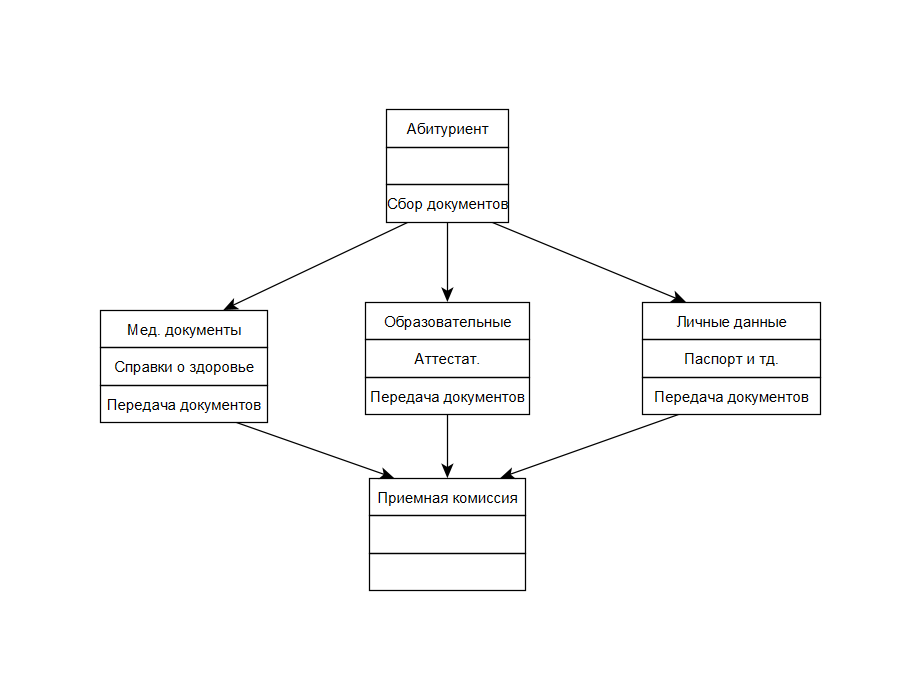 Абитуриент
Сбор документов
Мед. документы
Справки о здоровье
Передача документов
Образовательные
Аттестат.
Передача документов
Личные данные
Паспорт и тд.
Передача документов
Приемная комиссия